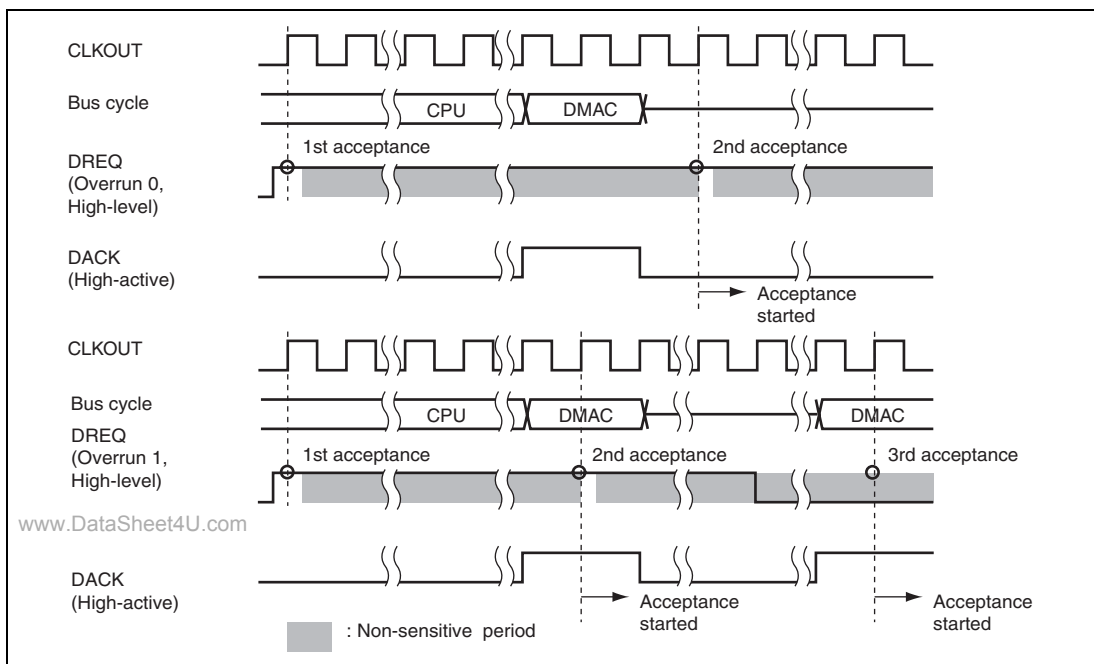 CLKOUT
Bus cycle
CPU
DMAC
DREQ
(Overrun 0,
High-level)
1st acceptance
2nd acceptance
DACK
(High-active)
Acceptance
started
CLKOUT
Bus cycle
CPU
DMAC
DMAC
DREQ
(Overrun 1,
High-level)
1st acceptance
2nd acceptance
3rd acceptance
www.DataSheet4U.com
DACK
(High-active)
Acceptance
started
Acceptance
started
: Non-sensitive period